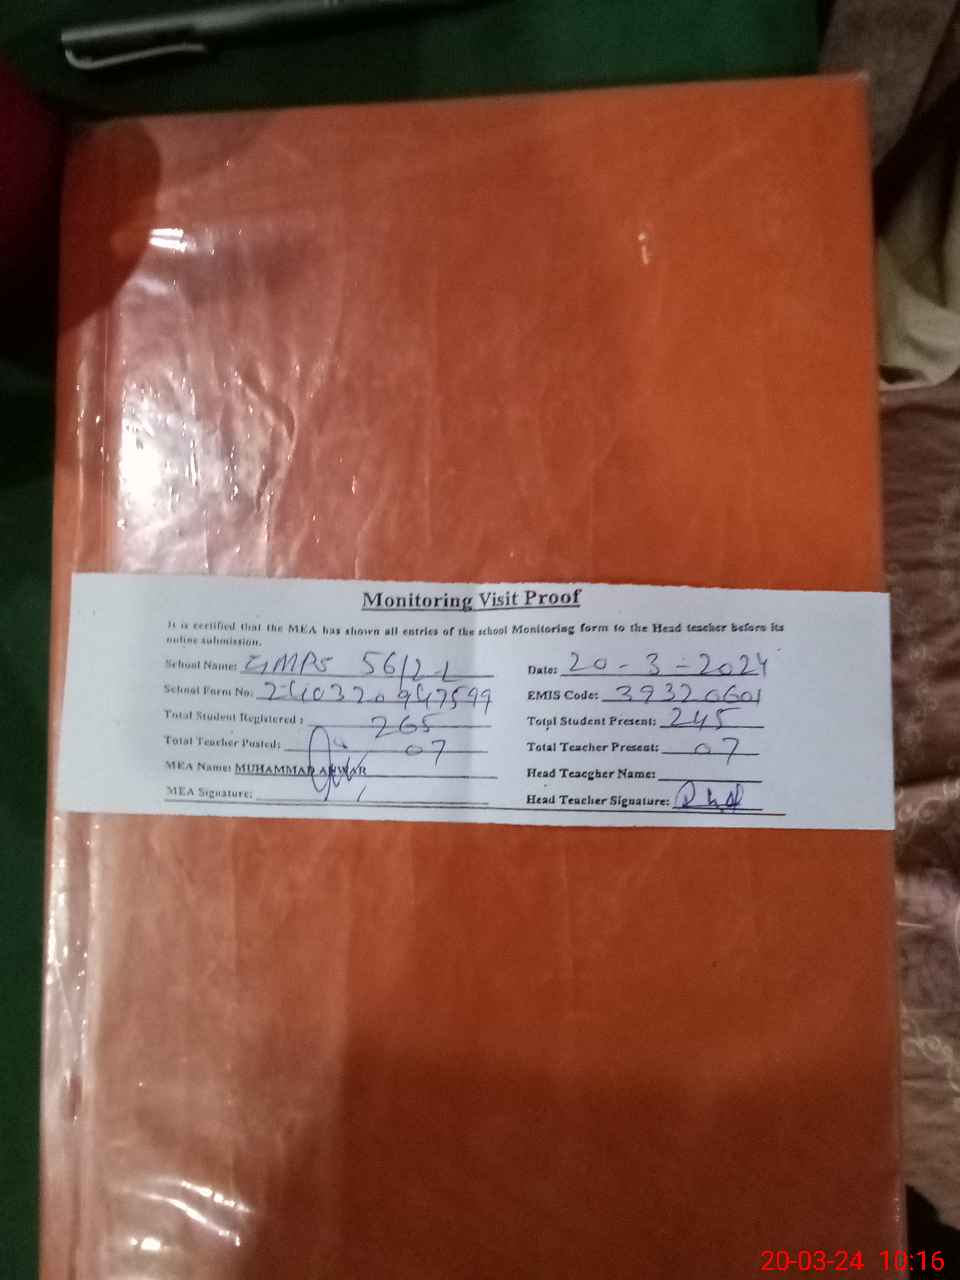 Monitoring Visit Proof
It is certified that the MEA has shown all entries of the school Monitoring form to the Head teacher before its
online submission.
School Name: GMPS 56/2-L Date: 20-3-2024
School Form No: EMIS Code: 39320601
Total Student Registered : 265 Total Student Present: 245
Total Teacher Posted: 07 Total Teacher Present: 07
MEA Name: MUHAMMAD ANWAR Head Teacgher Name:
MEA Signature: Head Teacher Signature:
20-03-24 10:16